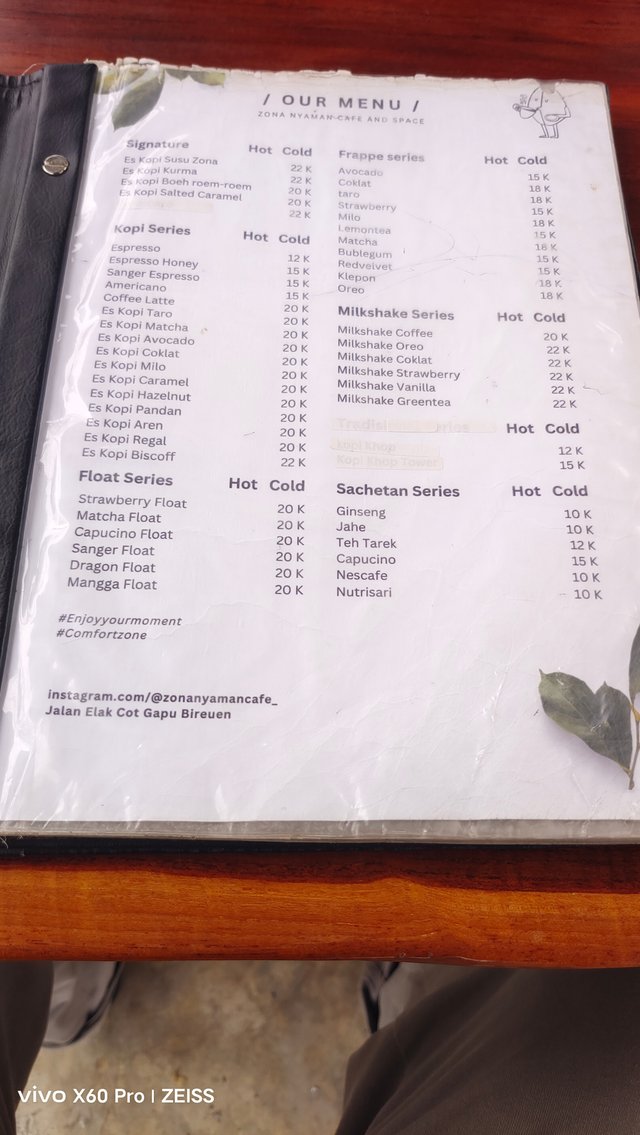 / OUR MENU /
ZONA NYAMAN-CAFE AND SPACE
Signature Hot Cold
Es Kopi Susu Zona 22 K
Es Kopi Kurma 22 K
Es Kopi Boeh roem-roem 20 K
Es Kopi Salted Caramel 20 K
22 K
Kopi Series Hot Cold
Espresso 12 K
Espresso Honey 15 K
Sanger Espresso 15 K
Americano 15 K
Coffee Latte 20 K
Es Kopi Taro 20 K
Es Kopi Matcha 20 K
Es Kopi Avocado 20 K
Es Kopi Coklat 20 K
Es Kopi Milo 20 K
Es Kopi Caramel 20 K
Es Kopi Hazelnut 20 K
Es Kopi Pandan 20 K
Es Kopi Aren 20 K
Es Kopi Regal 20 K
Es Kopi Biscoff 22 K
Float Series Hot Cold
Strawberry Float 20 K
Matcha Float 20 K
Capucino Float 20 K
Sanger Float 20 K
Dragon Float 20 K
Mangga Float 20 K
#Enjoyyourmoment
#Comfortzone
instagram.com/@zonanyamancafe_
Jalan Elak Cot Gapu Bireuen
Frappe series Hot Cold
Avocado 15 K
Coklat 18 K
taro 18 K
Strawberry 15 K
Milo 18 K
Lemontea 15 K
Matcha 18 K
Bublegum 15 K
Redvelvet 15 K
Klepon 18 K
Oreo 18 K
Milkshake Series Hot Cold
Milkshake Coffee 20 K
Milkshake Oreo 22 K
Milkshake Coklat 22 K
Milkshake Strawberry 22 K
Milkshake Vanilla 22 K
Milkshake Greentea 22 K
Hot Cold
Kopi Khop 12 K
Kopi Khop Tower 15 K
Sachetan Series Hot Cold
Ginseng 10 K
Jahe 10 K
Teh Tarek 12 K
Capucino 15 K
Nescafe 10 K
Nutrisari 10 K
vivo X60 Pro | ZEISS